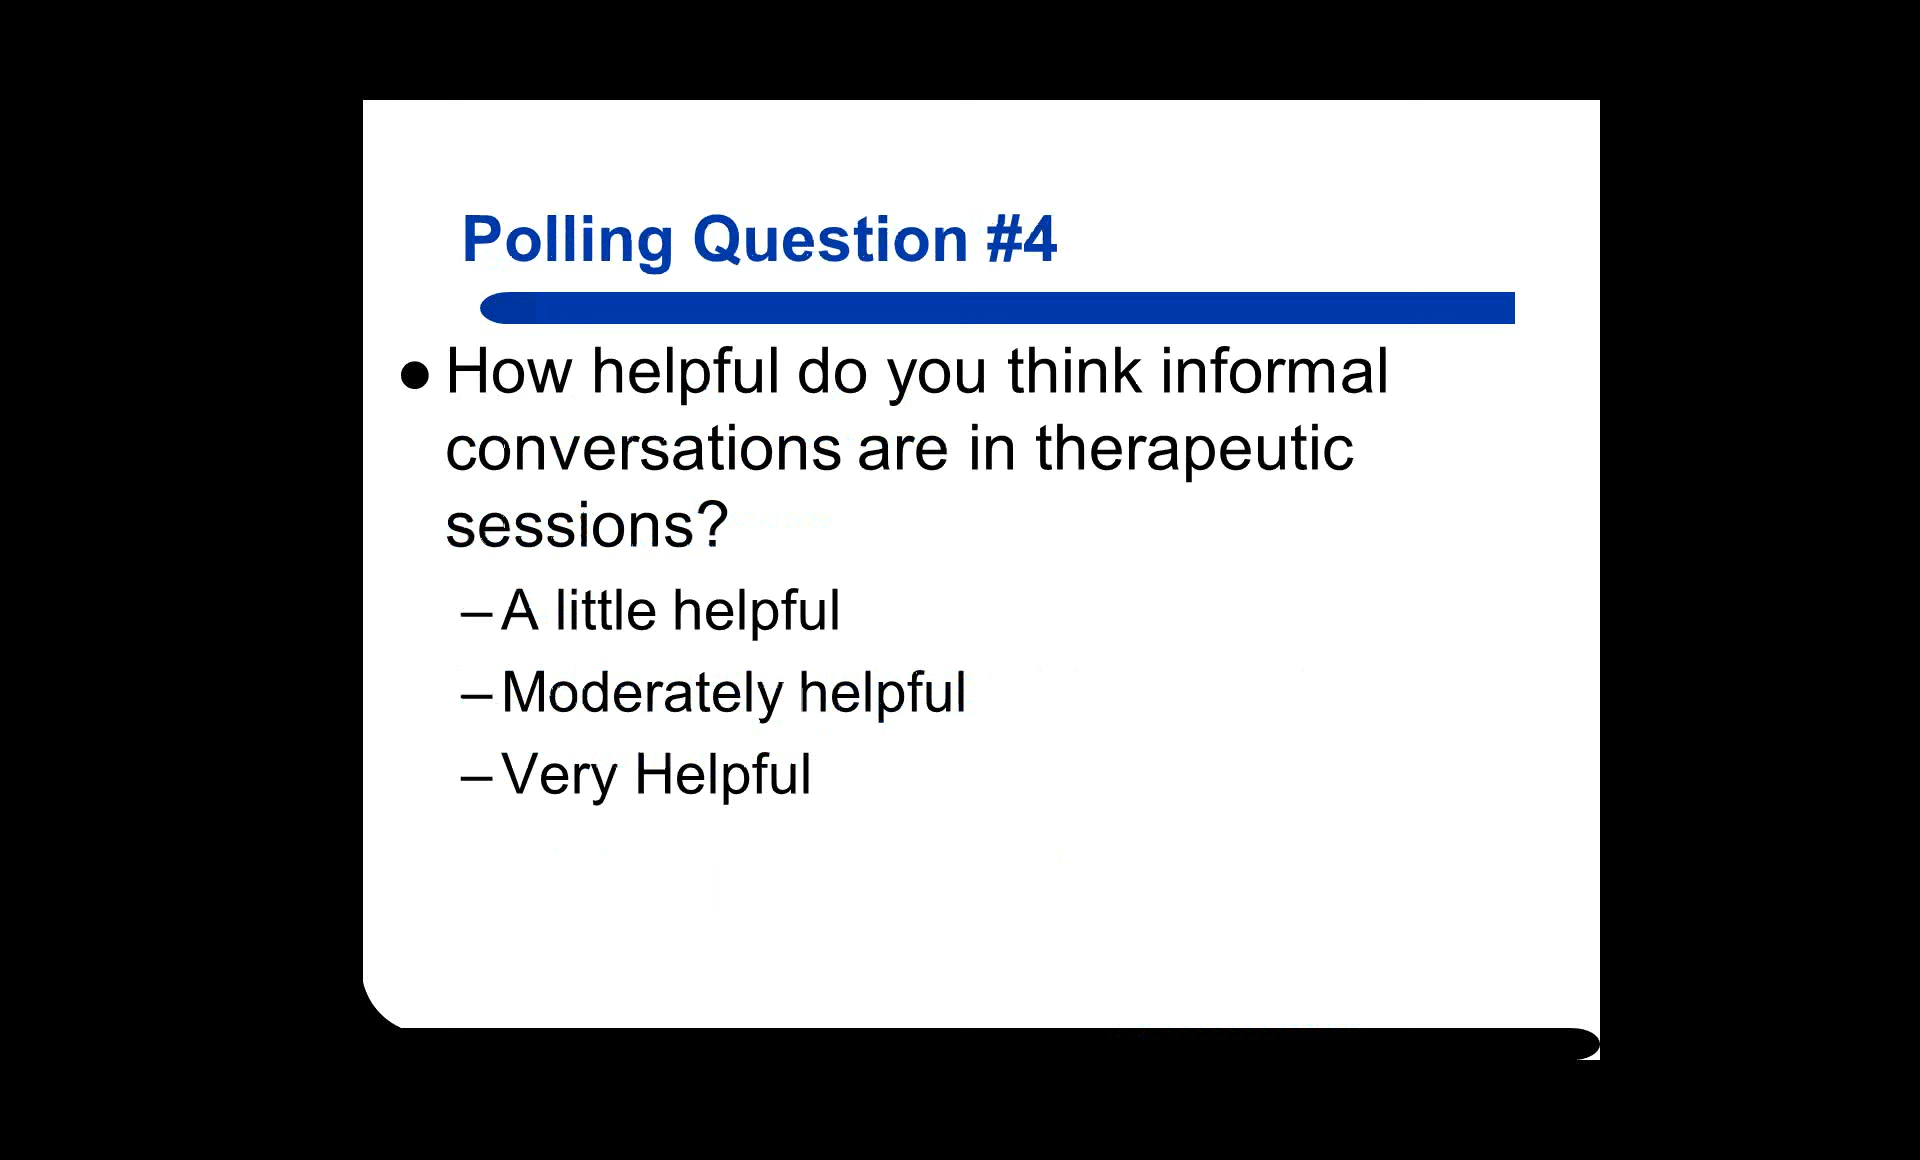 Polling Question #4
● How helpful do you think informal
conversations are in therapeutic
sessions?
– A little helpful
– Moderately helpful
– Very Helpful